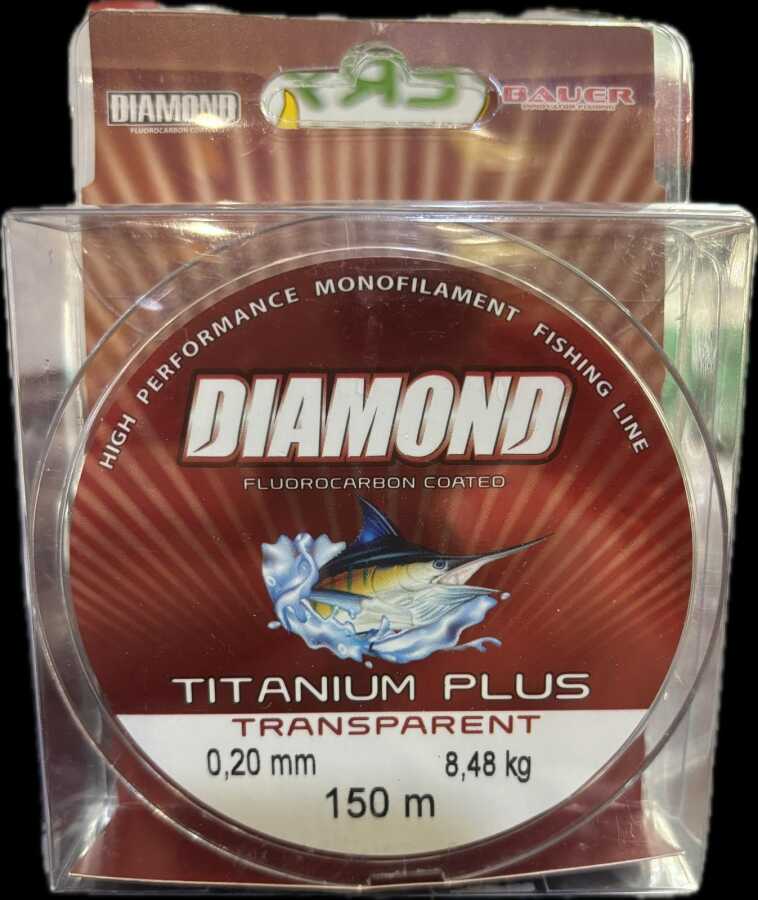 DIAMOND
FLUOROCARBON COATED
BAUER
HIGH PERFORMANCE MONOFILAMENT FISHING LINE
DIAMOND
FLUOROCARBON COATED
TITANIUM PLUS
TRANSPARENT
0,20 mm 8,48 kg
150 m